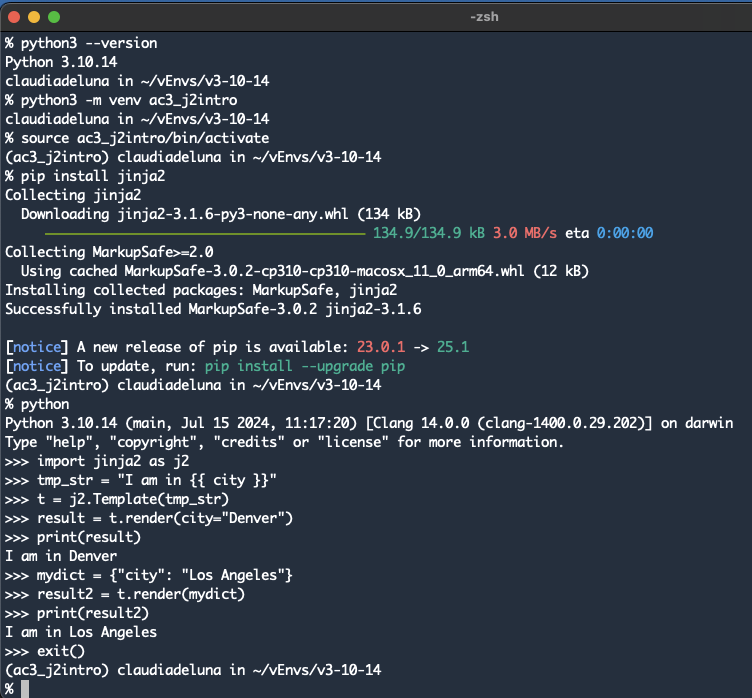 -zsh
% python3 --version
Python 3.10.14
claudiadeluna in ~/vEnvs/v3-10-14
% python3 -m venv ac3_j2intro
claudiadeluna in ~/vEnvs/v3-10-14
% source ac3_j2intro/bin/activate
(ac3_j2intro) claudiadeluna in ~/vEnvs/v3-10-14
% pip install jinja2
Collecting jinja2
  Downloading jinja2-3.1.6-py3-none-any.whl (134 kB)
134.9/134.9 kB 3.0 MB/s eta 0:00:00
Collecting MarkupSafe>=2.0
  Using cached MarkupSafe-3.0.2-cp310-cp310-macosx_11_0_arm64.whl (12 kB)
Installing collected packages: MarkupSafe, jinja2
Successfully installed MarkupSafe-3.0.2 jinja2-3.1.6
[notice] A new release of pip is available: 23.0.1 -> 25.1
[notice] To update, run: pip install --upgrade pip
(ac3_j2intro) claudiadeluna in ~/vEnvs/v3-10-14
% python
Python 3.10.14 (main, Jul 15 2024, 11:17:20) [Clang 14.0.0 (clang-1400.0.29.202)] on darwin
Type "help", "copyright", "credits" or "license" for more information.
>>> import jinja2 as j2
>>> tmp_str = "I am in {{ city }}"
>>> t = j2.Template(tmp_str)
>>> result = t.render(city="Denver")
>>> print(result)
I am in Denver
>>> mydict = {"city": "Los Angeles"}
>>> result2 = t.render(mydict)
>>> print(result2)
I am in Los Angeles
>>> exit()
(ac3_j2intro) claudiadeluna in ~/vEnvs/v3-10-14
%